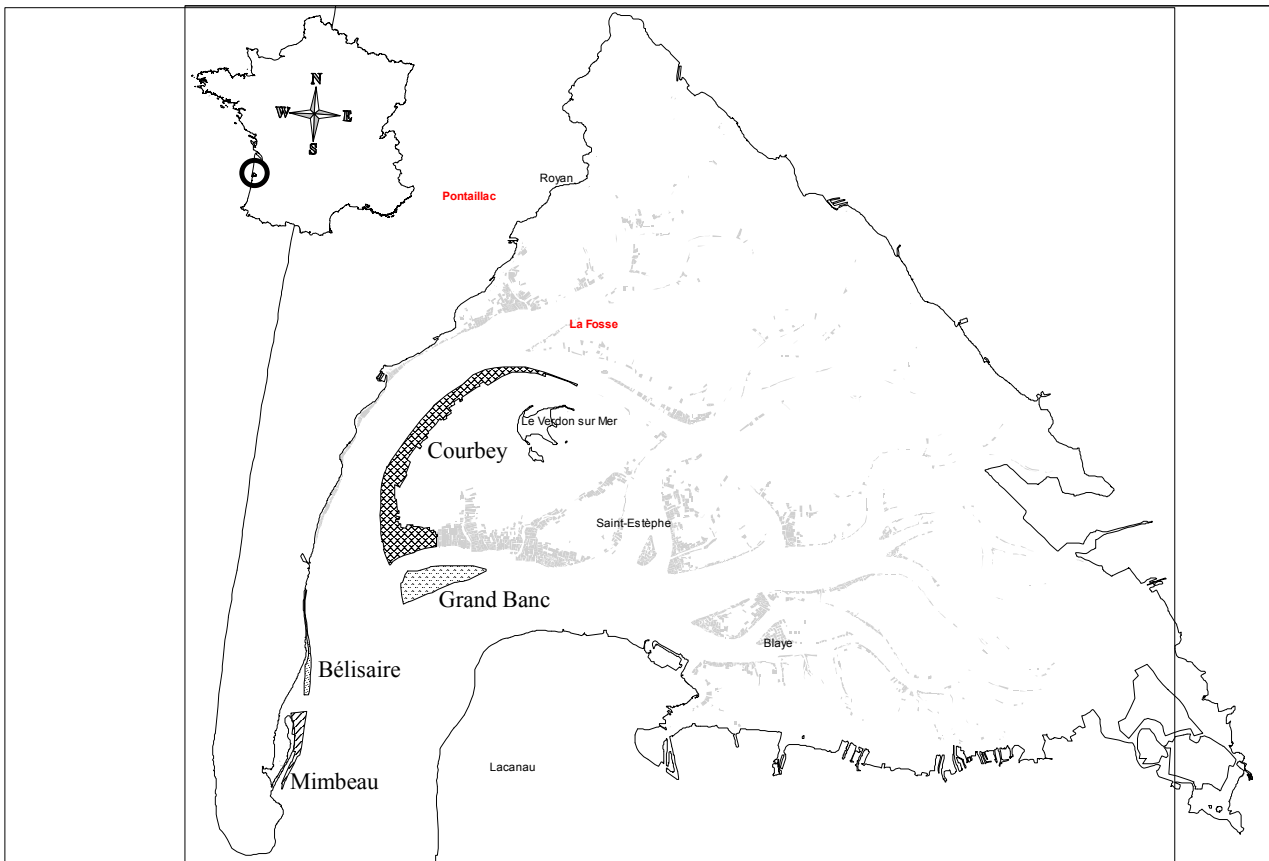 N
W E
S
Royan
Pontaillac
La Fosse
Le Verdon sur Mer
Courbey
Saint-Estèphe
Grand Banc
Blaye
Bélisaire
Lacanau
Mimbeau